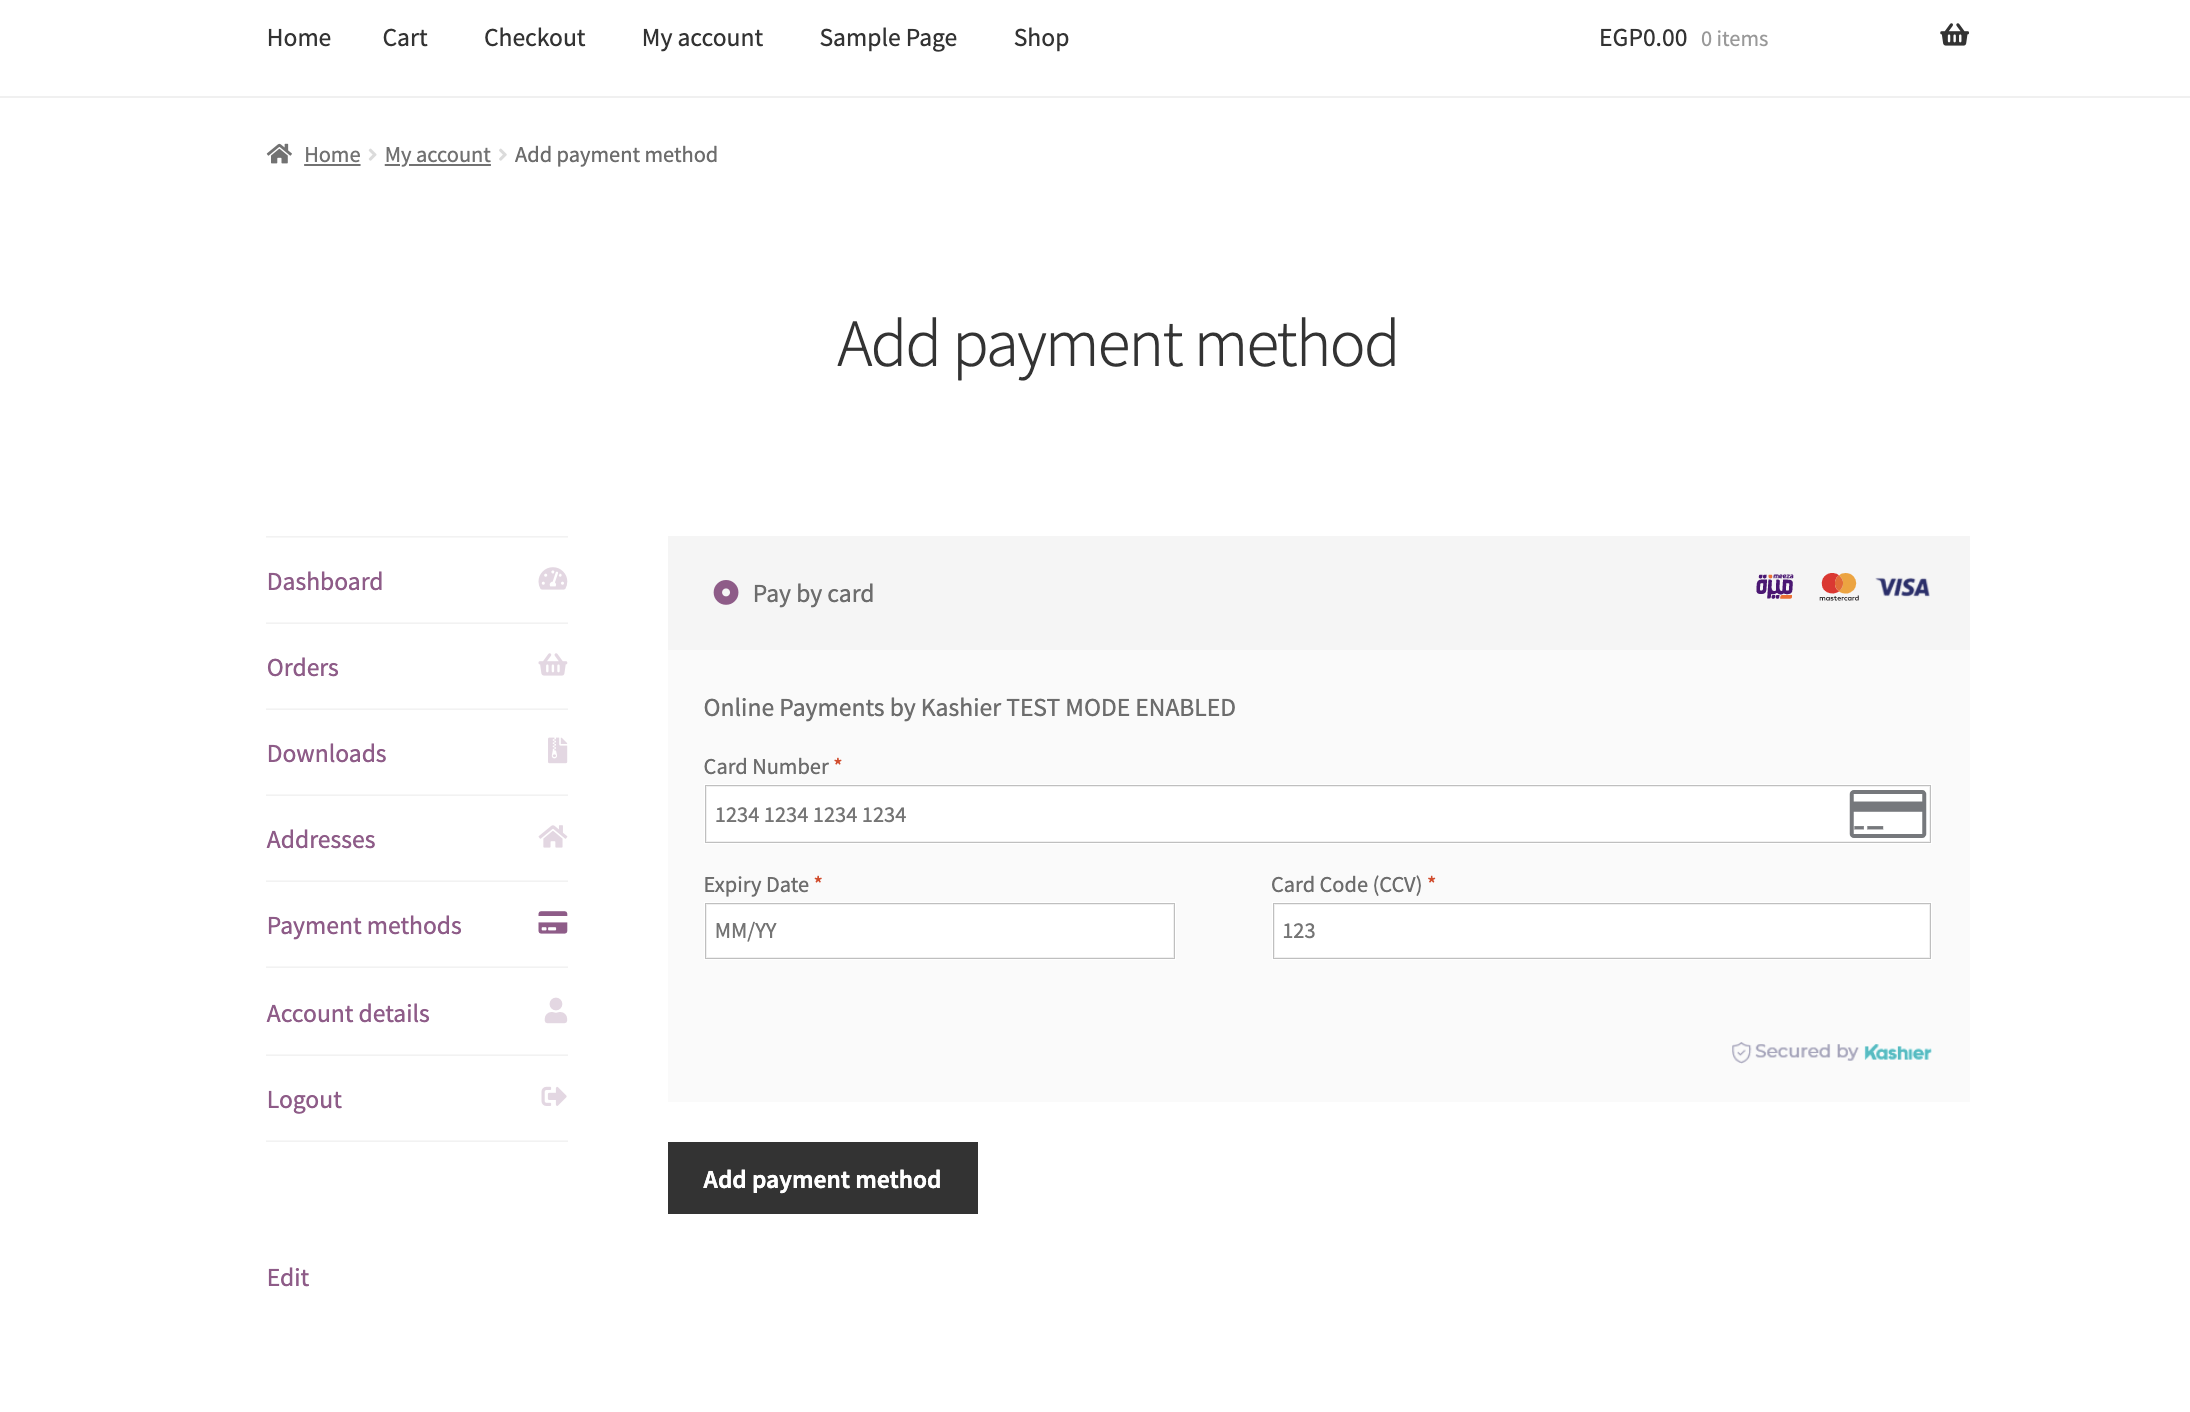 Home Cart Checkout My account Sample Page Shop EGP0.00 0 items
Home My account Add payment method
Add payment method
Dashboard
Orders
Downloads
Addresses
Payment methods
Account details
Logout
Edit
Pay by card
meeza
ميزة
mastercard
VISA
Online Payments by Kashier TEST MODE ENABLED
Card Number *
1234 1234 1234 1234
Expiry Date * Card Code (CCV) *
MM/YY 123
Secured by Kashier
Add payment method